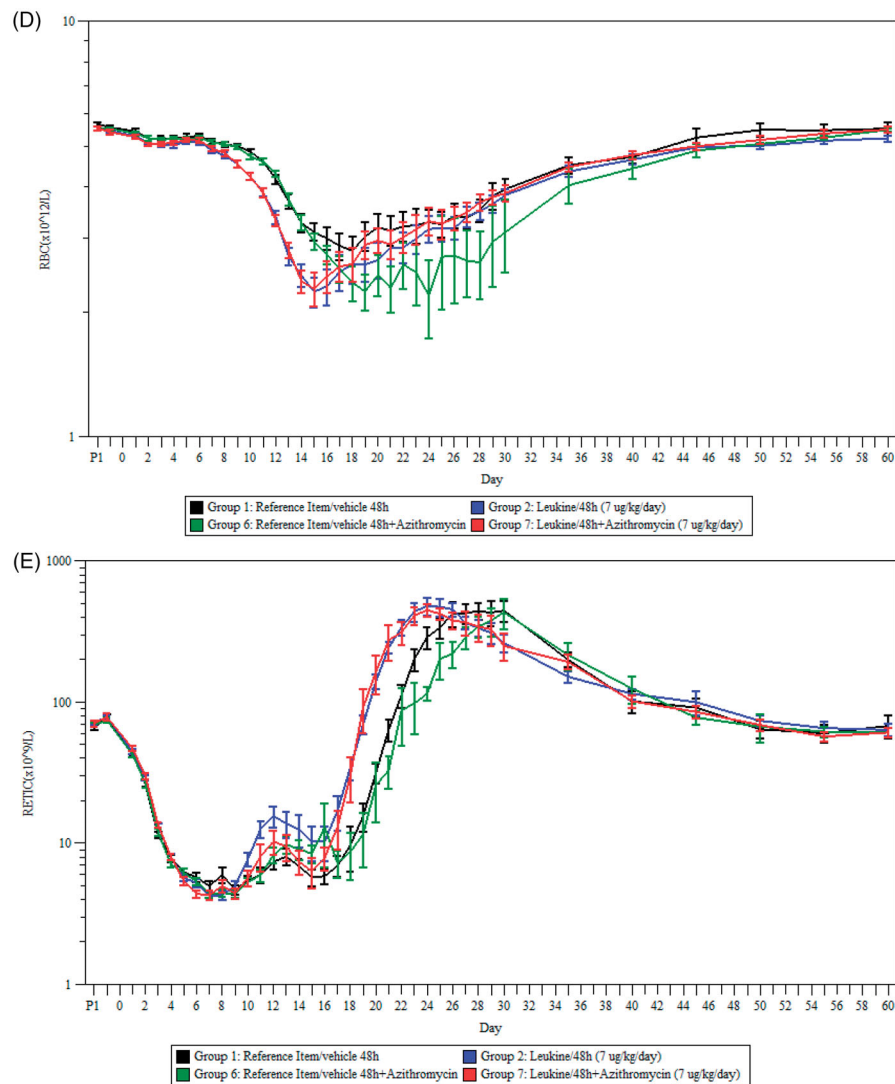 (D)
10
RBC(x10^12/L)
1
P1 0 2 4 6 8 10 12 14 16 18 20 22 24 26 28 30 32 34 36 38 40 42 44 46 48 50 52 54 56 58 60
Day
Group 1: Reference Item/vehicle 48h Group 2: Leukine/48h (7 ug/kg/day)
Group 6: Reference Item/vehicle 48h+Azithromycin Group 7: Leukine/48h+Azithromycin (7 ug/kg/day)
(E)
1000
100
RETIC(x10^9/L)
10
1
P1 0 2 4 6 8 10 12 14 16 18 20 22 24 26 28 30 32 34 36 38 40 42 44 46 48 50 52 54 56 58 60
Day
Group 1: Reference Item/vehicle 48h Group 2: Leukine/48h (7 ug/kg/day)
Group 6: Reference Item/vehicle 48h+Azithromycin Group 7: Leukine/48h+Azithromycin (7 ug/kg/day)